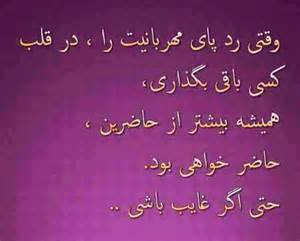 وقتی رد پای مهربانیت را ، در قلب
کسی باقی بگذاری،
همیشه بیشتر از حاضرین ،
حاضر خواهی بود.
حتی اگر غایب باشی ..